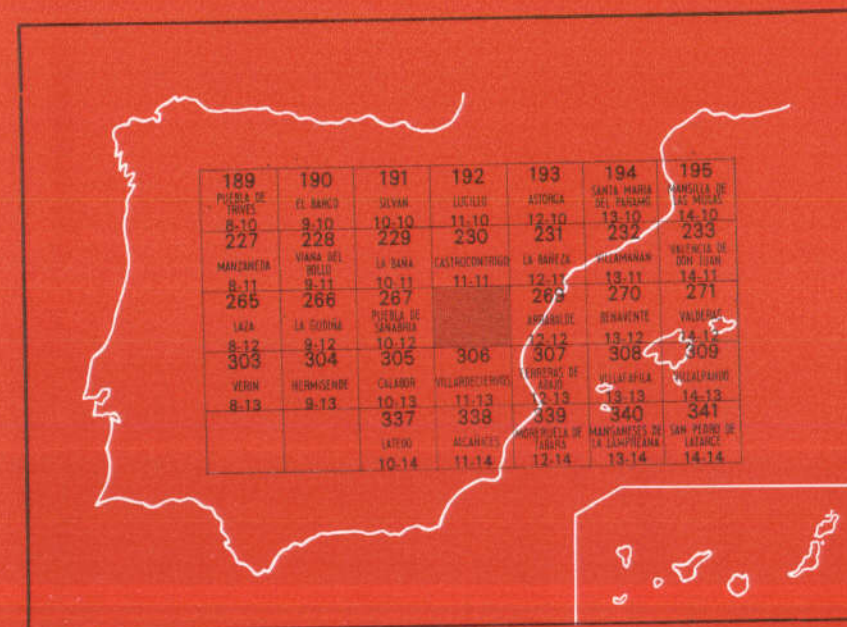 189 190 191 192 193 194 195
PUEBLA DE TRIVES EL BARCO SILVAN LUCILLO ASTORGA SANTA MARIA DEL PARAMO MANSILLA DE LAS MULAS
8-10 9-10 10-10 11-10 12-10 13-10 14-10
227 228 229 230 231 232 233
MANZANEDA VIANA DEL BOLLO LA BAÑA CASTROCONTRIGO LA BAÑEZA VILLAMAÑAN VALENCIA DE DON JUAN
8-11 9-11 10-11 11-11 12-11 13-11 14-11
265 266 267 269 270 271
LAZA LA GUDIÑA PUEBLA DE SANABRIA ARRABALDE BENAVENTE VALDERAS
8-12 9-12 10-12 12-12 13-12 14-12
303 304 305 306 307 308 309
VERIN HERMISENDE CALABOR VILLARDECIERVOS FERRERAS DE ABAJO VILLAFAFILA VILLALPANDO
8-13 9-13 10-13 11-13 12-13 13-13 14-13
337 338 339 340 341
LATEDO ALCAÑICES MORERUELA DE TABARA MANGANESES DE LA LAMPREANA SAN PEDRO DE LATARCE
10-14 11-14 12-14 13-14 14-14